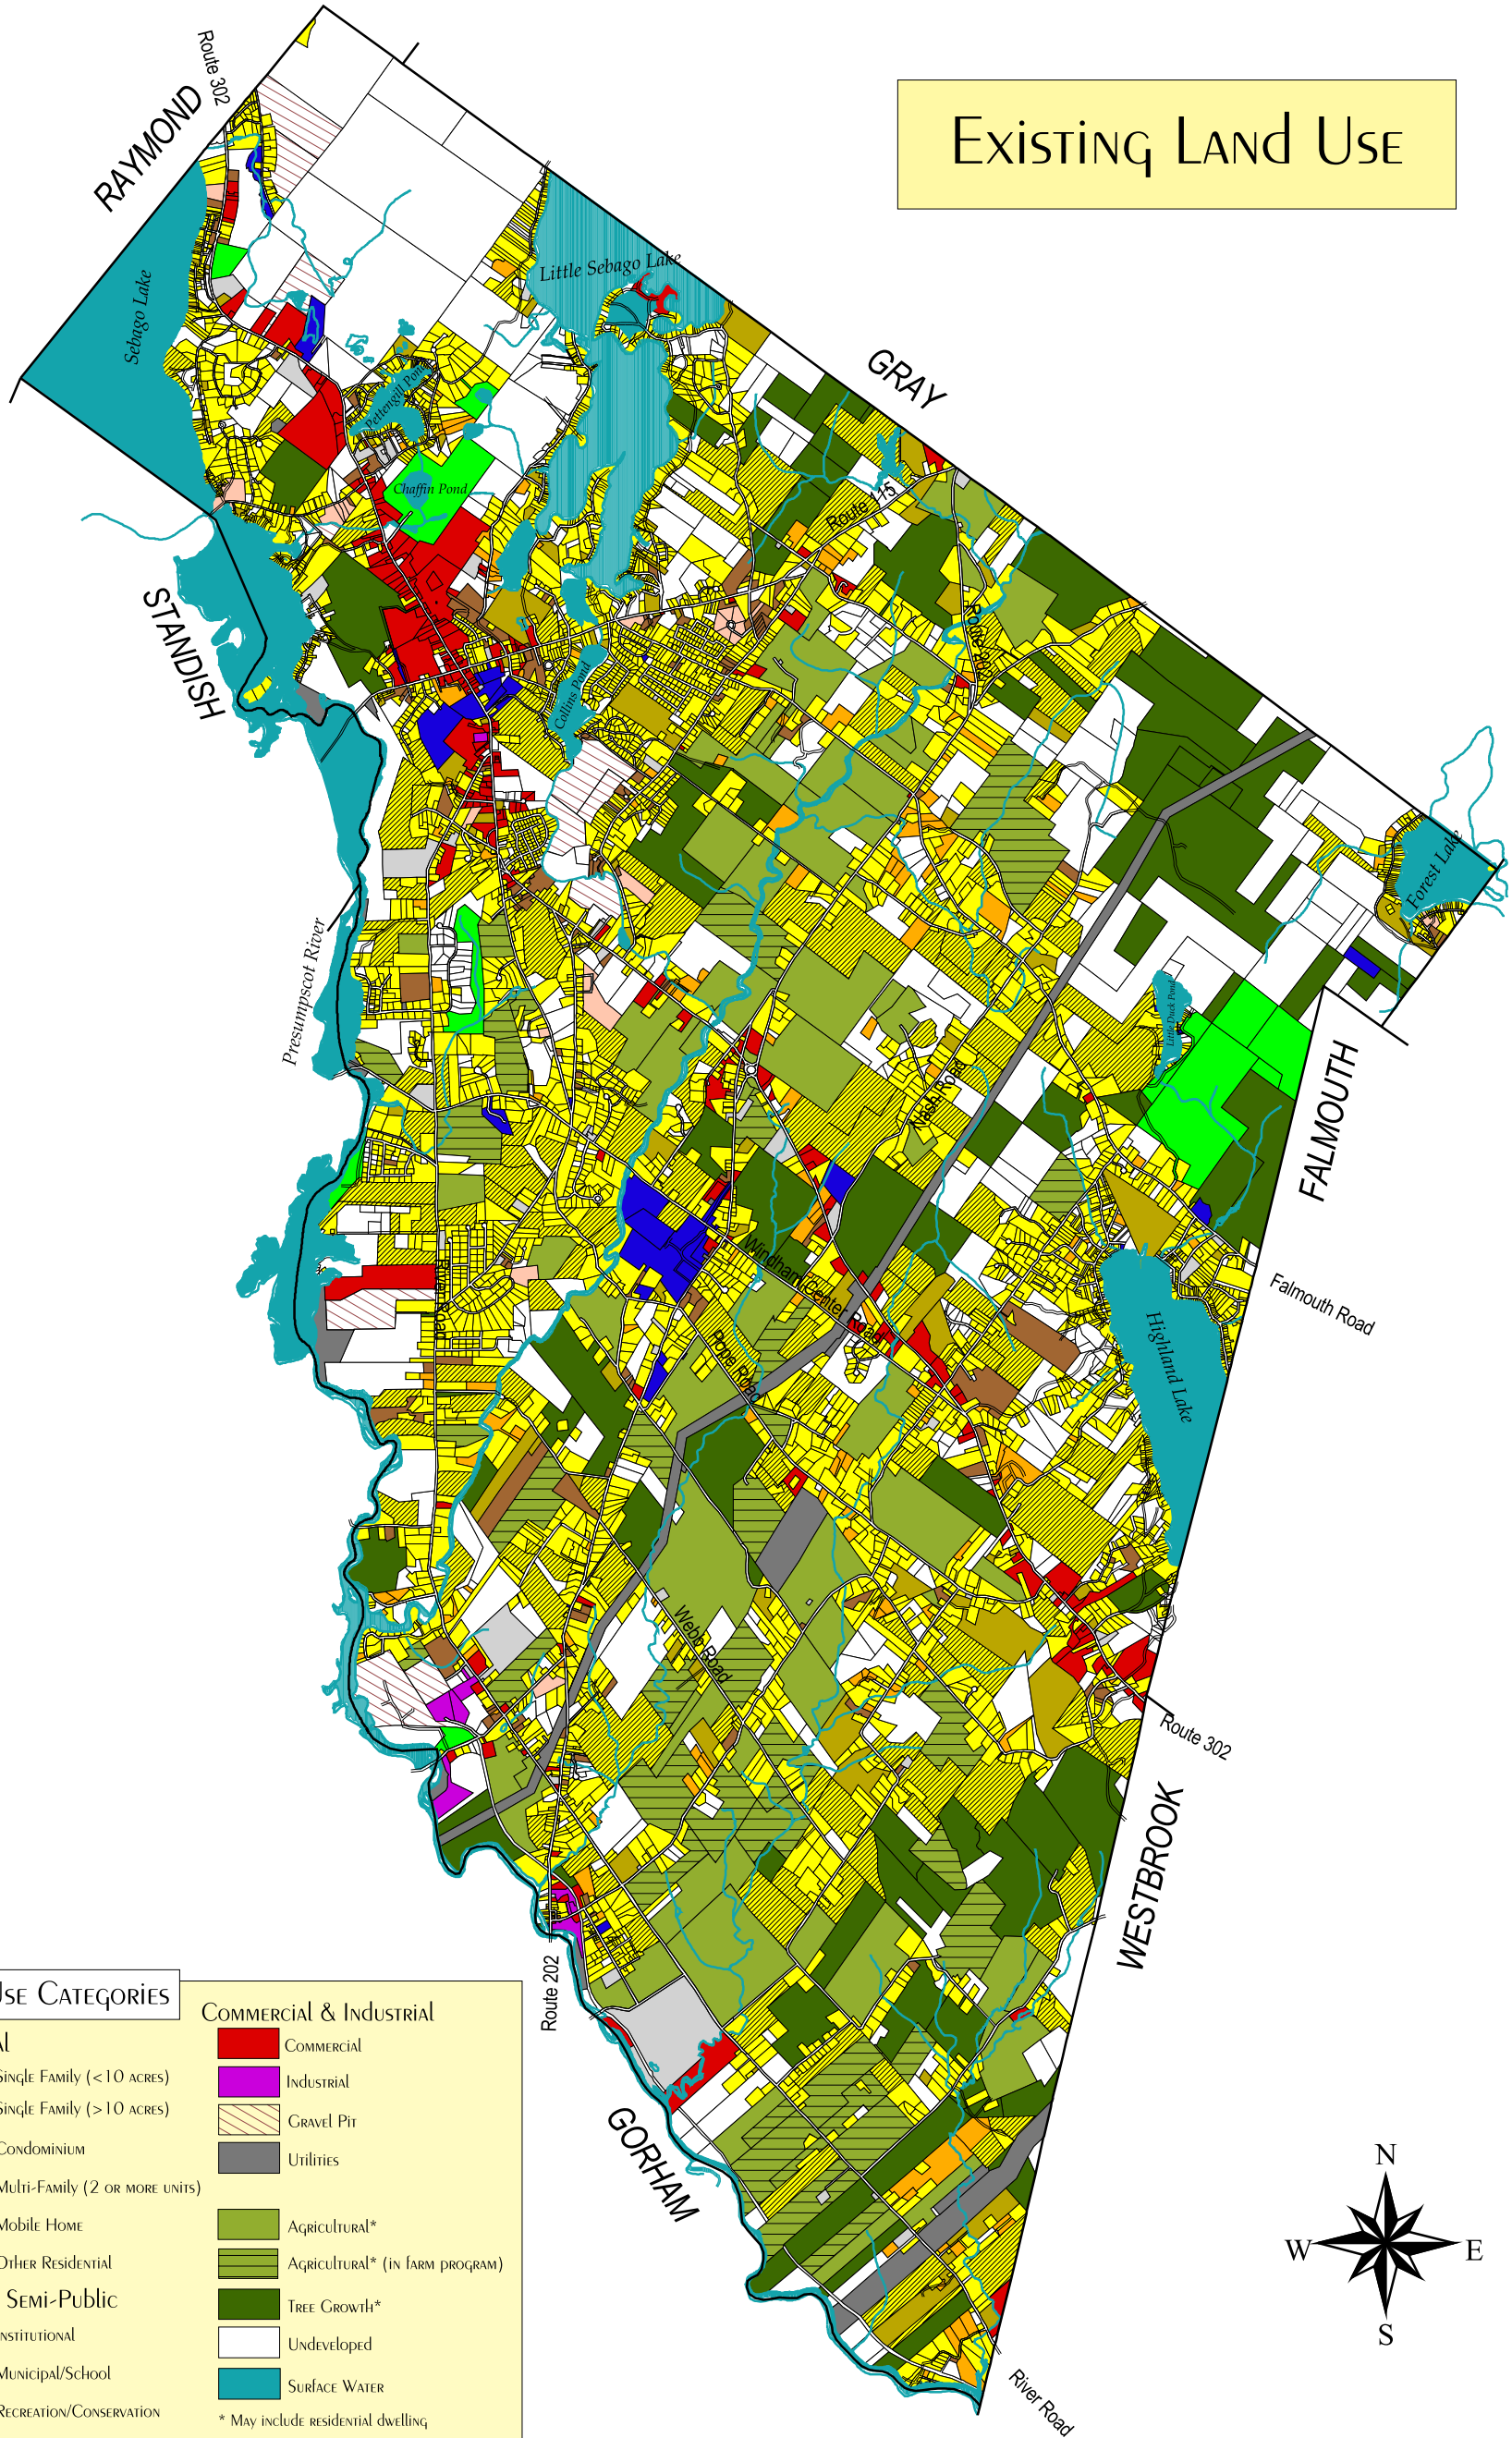 Existing Land Use
Route 302
RAYMOND
Sebago Lake
Little Sebago Lake
GRAY
Pettengill Pond
Chaffin Pond
Route 115
STANDISH
Collins Pond
Forest Lake
Presumpscot River
Little Duck Pond
Nash Road
FALMOUTH
Windham Center Road
River Road
Falmouth Road
Pope Road
Highland Lake
Webb Road
Route 302
WESTBROOK
Route 202
GORHAM
River Road
N
W E
S
Use Categories
Commercial & Industrial
al
Commercial
Single Family (<10 acres)
Industrial
Single Family (>10 acres)
Gravel Pit
Condominium
Utilities
Multi-Family (2 or more units)
Agricultural*
Mobile Home
Agricultural* (in farm program)
Other Residential
Semi-Public
Tree Growth*
nstitutional
Undeveloped
Municipal/School
Surface Water
Recreation/Conservation
* May include residential dwelling